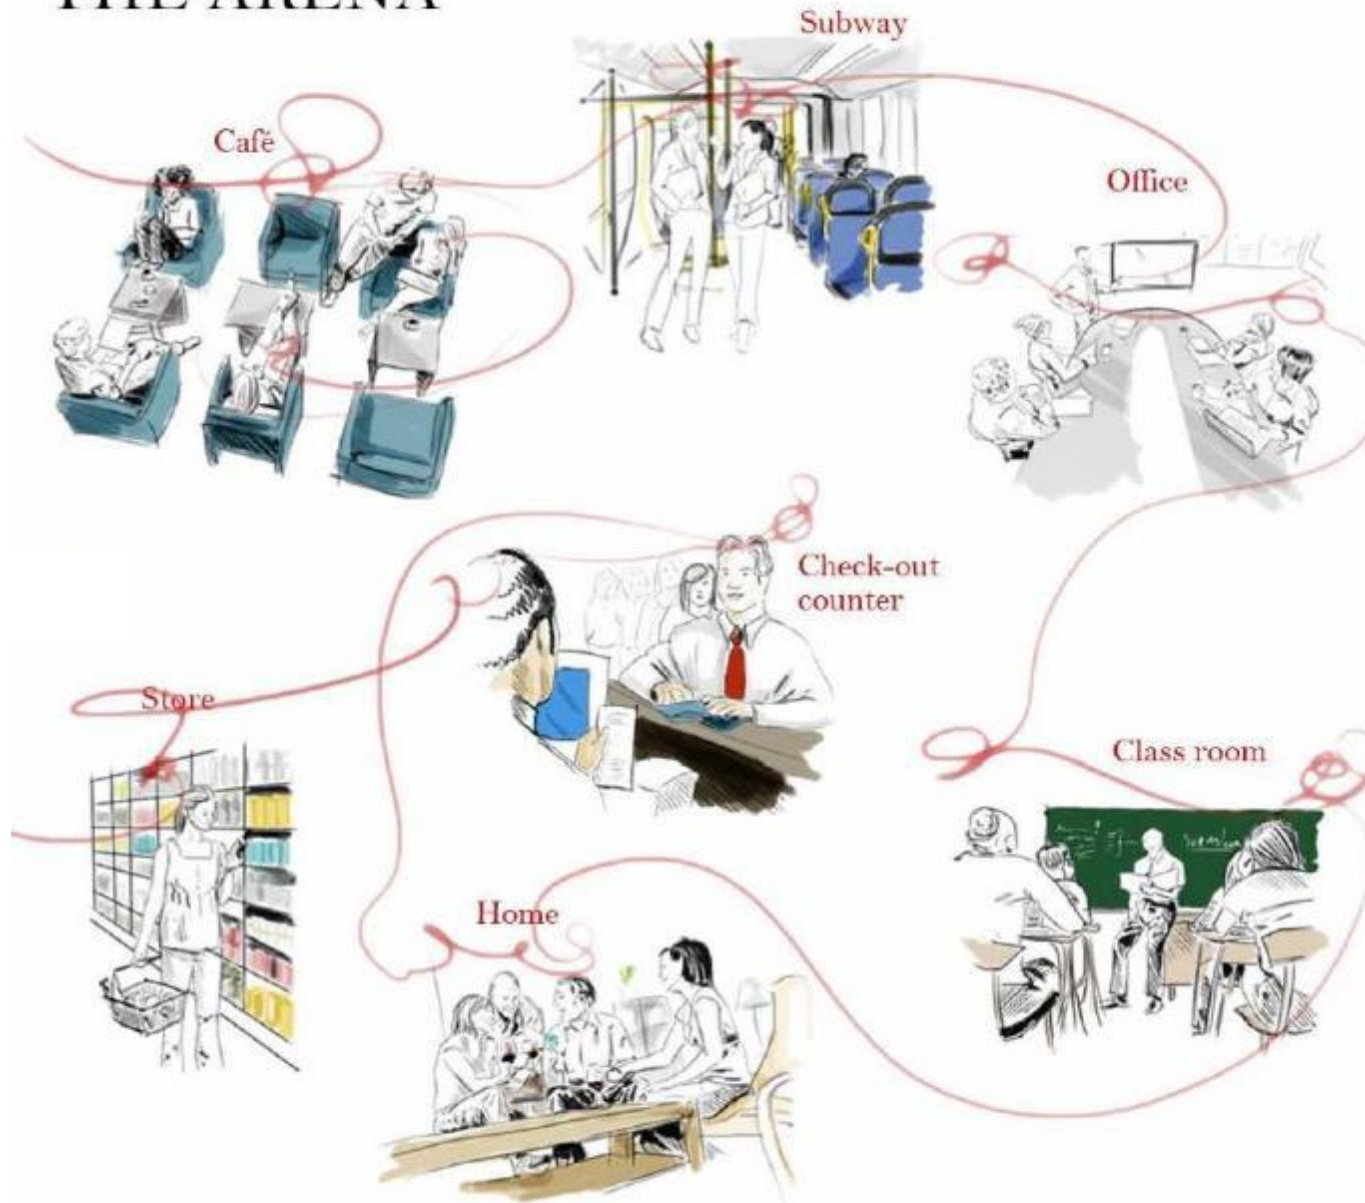 THE ARENA
Subway
Café
Office
Check-out
counter
Store
Class room
Home